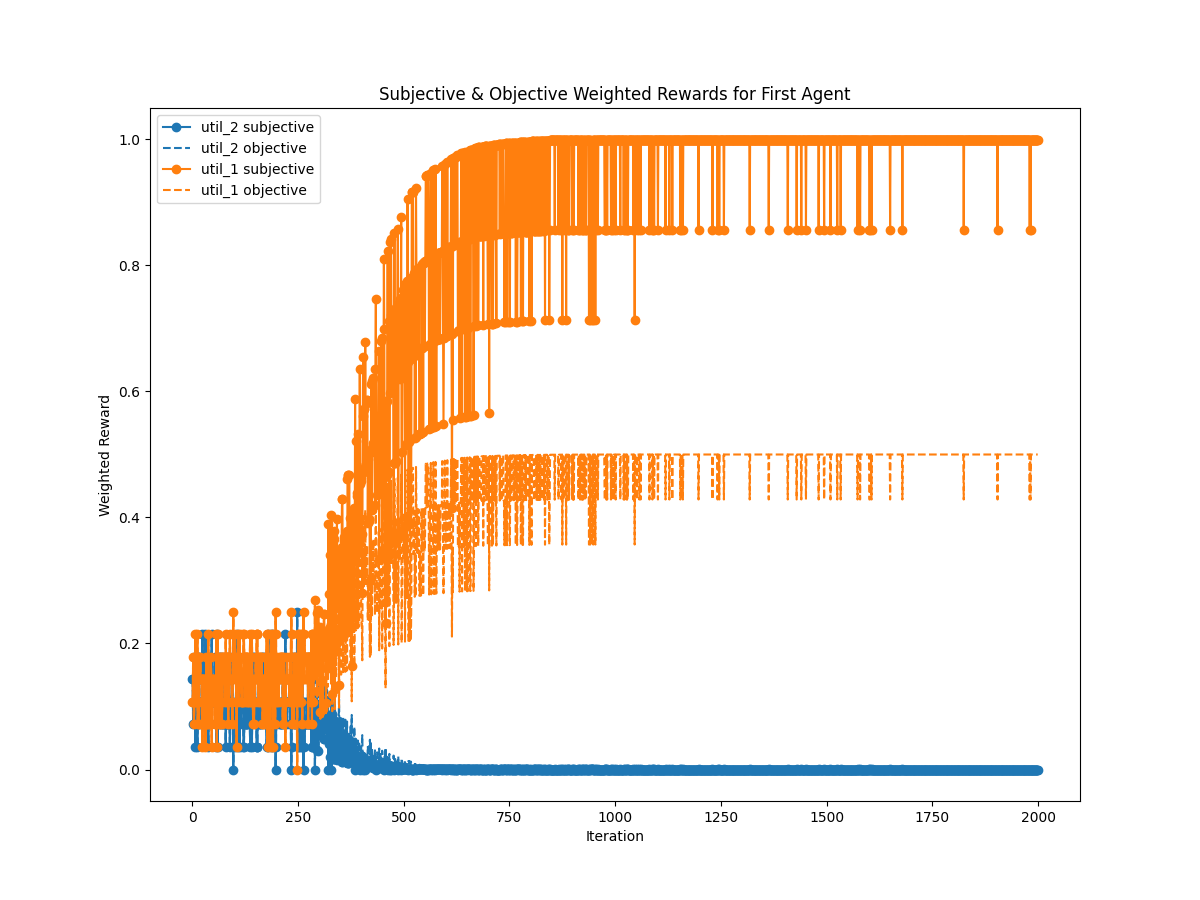 Subjective & Objective Weighted Rewards for First Agent
util_2 subjective
util_2 objective
util_1 subjective
util_1 objective
Weighted Reward
1.0
0.8
0.6
0.4
0.2
0.0
0 250 500 750 1000 1250 1500 1750 2000
Iteration